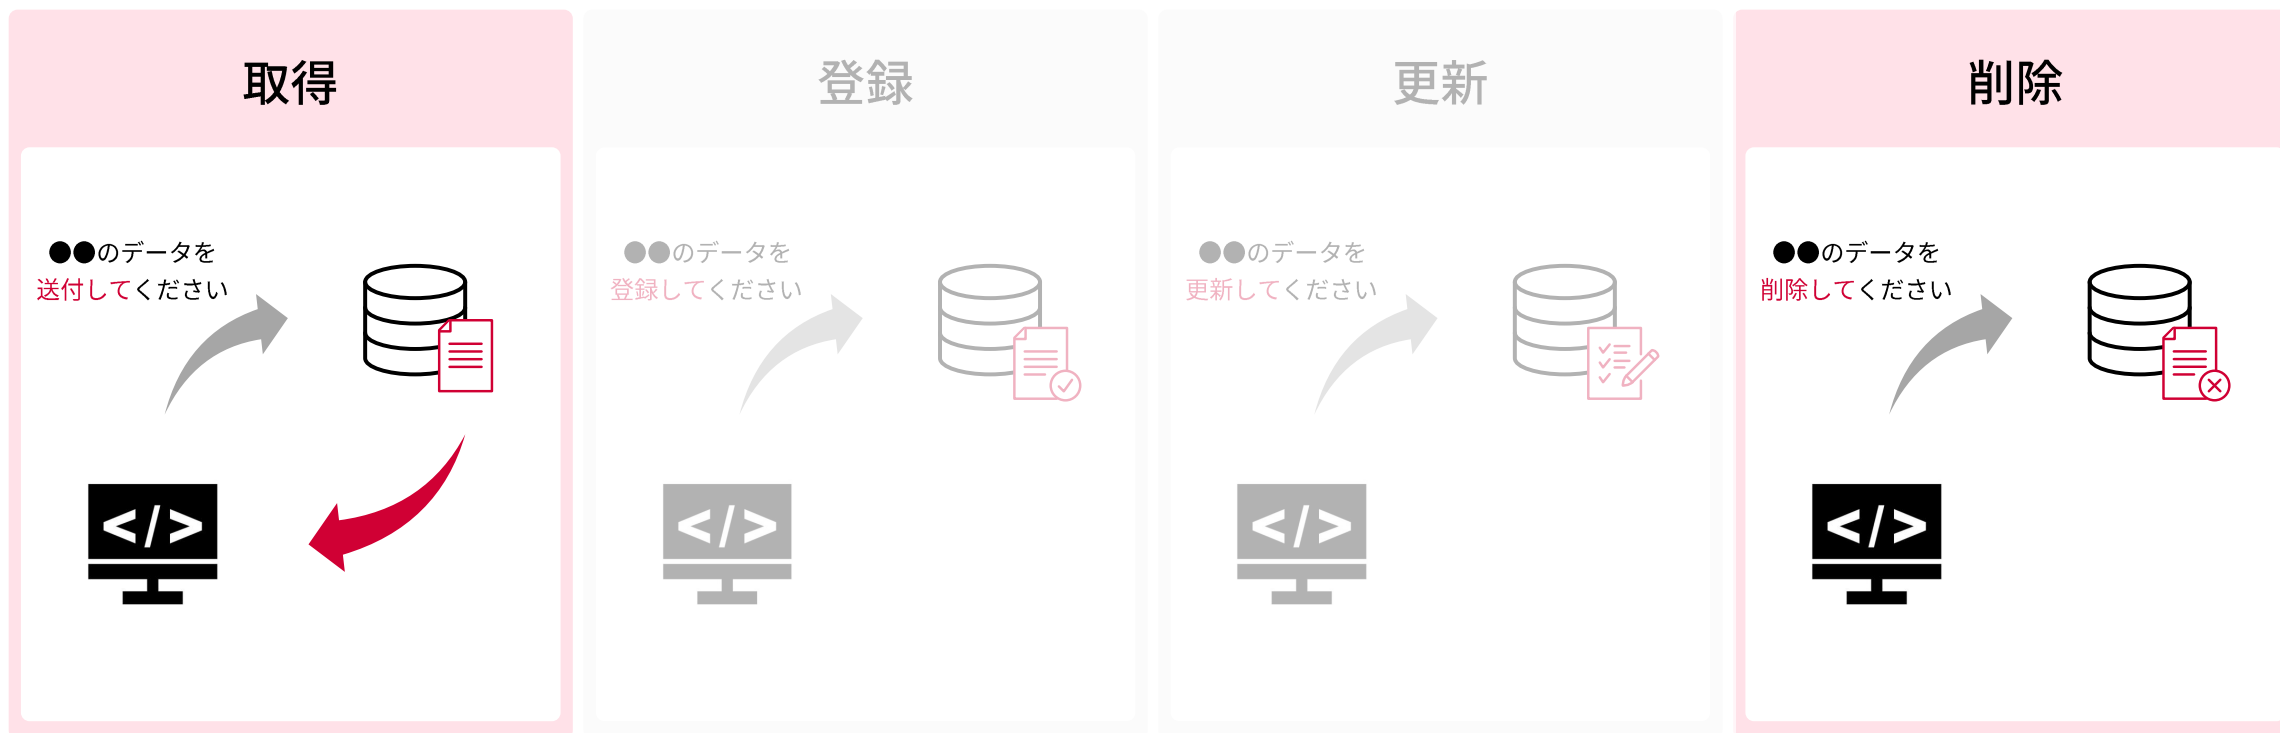 取得
●●のデータを
送付してください
</>
登録
●●のデータを
登録してください
</>
更新
●●のデータを
更新してください
</>
削除
●●のデータを
削除してください
</>